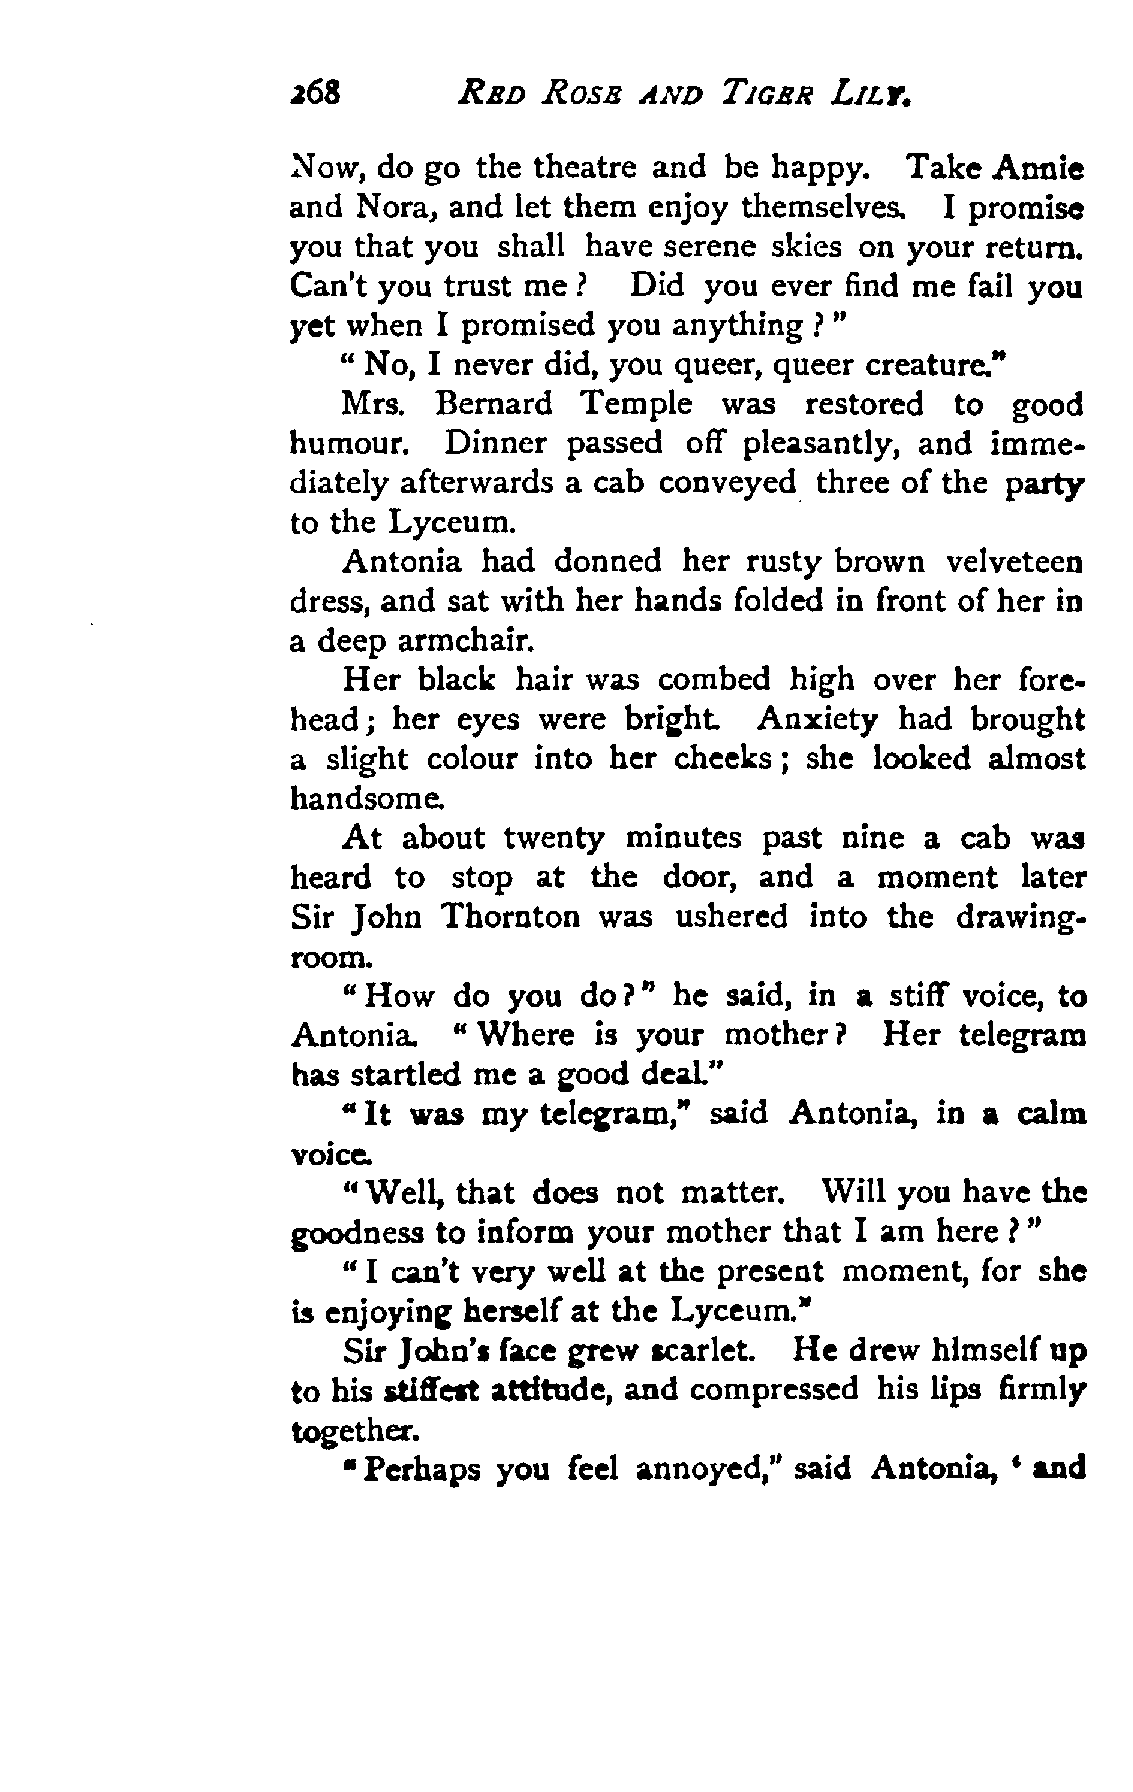 268 RED ROSE AND TIGER LILY.
Now, do go the theatre and be happy. Take Annie
and Nora, and let them enjoy themselves. I promise
you that you shall have serene skies on your return.
Can't you trust me? Did you ever find me fail you
yet when I promised you anything?"
"No, I never did, you queer, queer creature."
Mrs. Bernard Temple was restored to good
humour. Dinner passed off pleasantly, and imme-
diately afterwards a cab conveyed three of the party
to the Lyceum.
Antonia had donned her rusty brown velveteen
dress, and sat with her hands folded in front of her in
a deep armchair.
Her black hair was combed high over her fore-
head; her eyes were bright. Anxiety had brought
a slight colour into her cheeks; she looked almost
handsome.
At about twenty minutes past nine a cab was
heard to stop at the door, and a moment later
Sir John Thornton was ushered into the drawing-
room.
"How do you do?" he said, in a stiff voice, to
Antonia. "Where is your mother? Her telegram
has startled me a good deal."
"It was my telegram," said Antonia, in a calm
voice.
"Well, that does not matter. Will you have the
goodness to inform your mother that I am here?"
"I can't very well at the present moment, for she
is enjoying herself at the Lyceum."
Sir John's face grew scarlet. He drew himself up
to his stiffest attitude, and compressed his lips firmly
together.
"Perhaps you feel annoyed," said Antonia, ' and